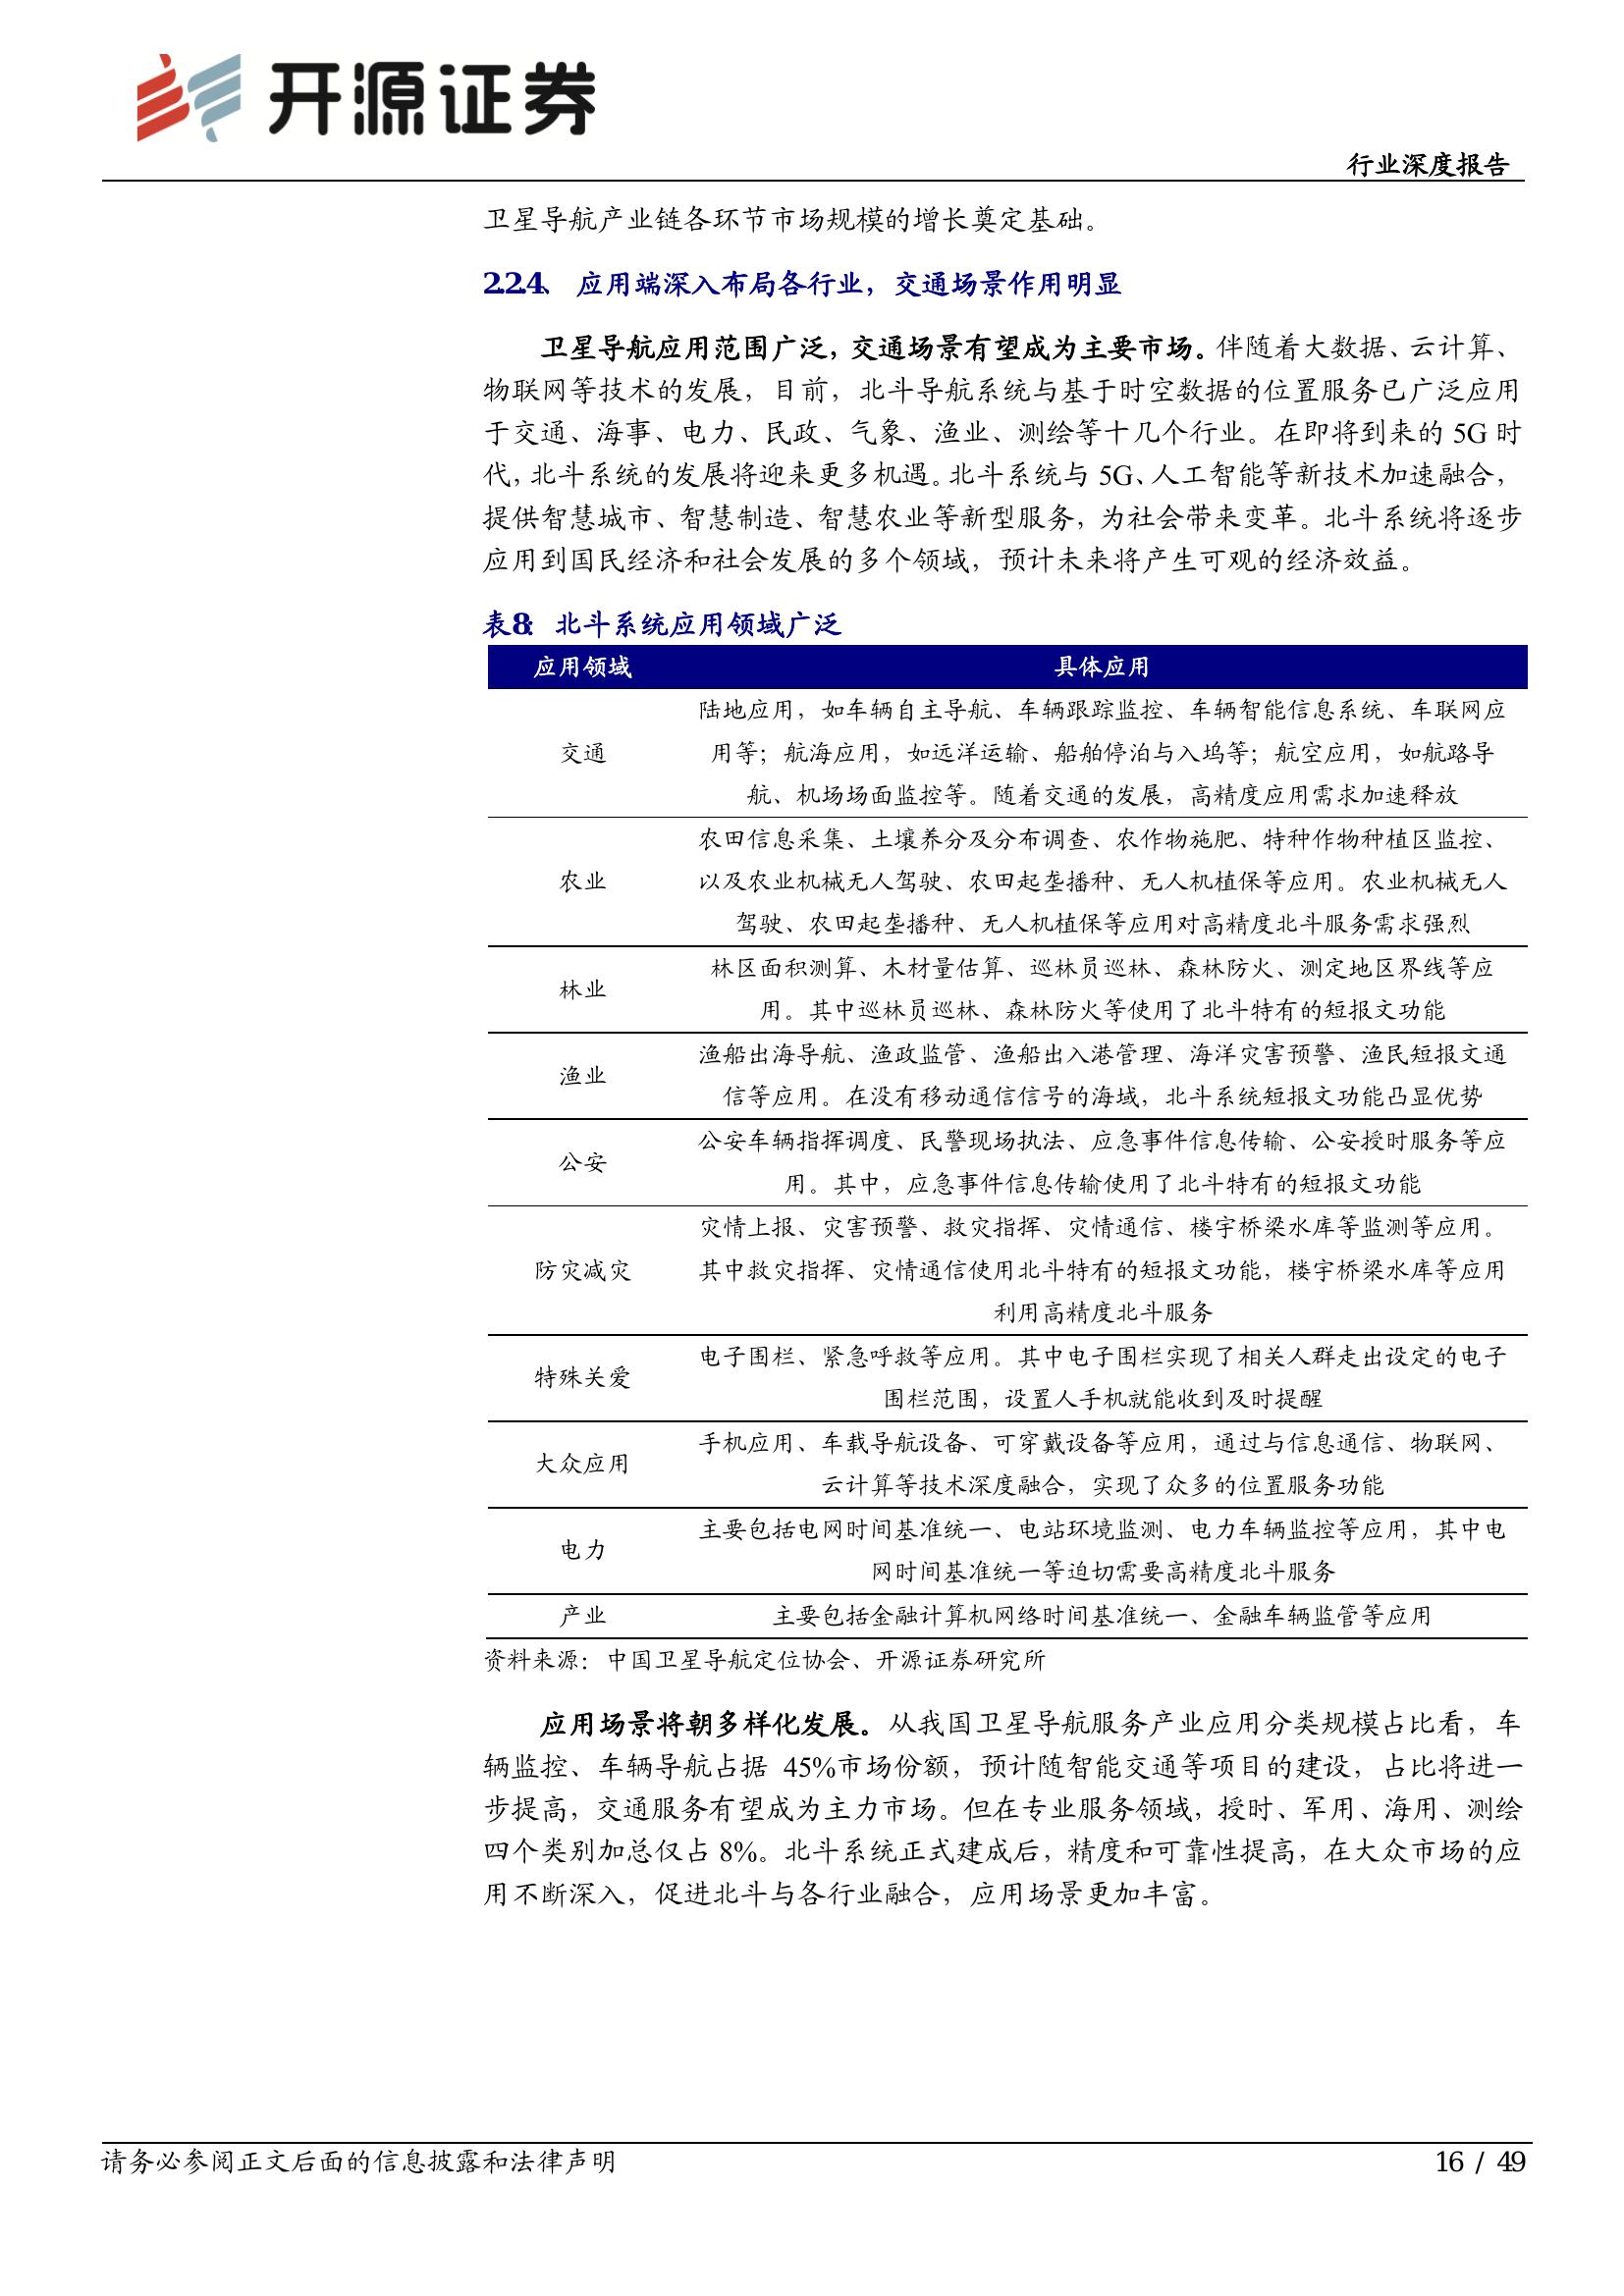 开源证券
行业深度报告
卫星导航产业链各环节市场规模的增长奠定基础。
2.2.4、 应用端深入布局各行业，交通场景作用明显
卫星导航应用范围广泛，交通场景有望成为主要市场。伴随着大数据、云计算、
物联网等技术的发展，目前，北斗导航系统与基于时空数据的位置服务已广泛应用
于交通、海事、电力、民政、气象、渔业、测绘等十几个行业。在即将到来的 5G 时
代，北斗系统的发展将迎来更多机遇。北斗系统与 5G、人工智能等新技术加速融合，
提供智慧城市、智慧制造、智慧农业等新型服务，为社会带来变革。北斗系统将逐步
应用到国民经济和社会发展的多个领域，预计未来将产生可观的经济效益。
表8： 北斗系统应用领域广泛
应用领域 具体应用
陆地应用，如车辆自主导航、车辆跟踪监控、车辆智能信息系统、车联网应
交通 用等；航海应用，如远洋运输、船舶停泊与入坞等；航空应用，如航路导
航、机场场面监控等。随着交通的发展，高精度应用需求加速释放
农田信息采集、土壤养分及分布调查、农作物施肥、特种作物种植区监控、
农业 以及农业机械无人驾驶、农田起垄播种、无人机植保等应用。农业机械无人
驾驶、农田起垄播种、无人机植保等应用对高精度北斗服务需求强烈
林业
林区面积测算、木材量估算、巡林员巡林、森林防火、测定地区界线等应
用。其中巡林员巡林、森林防火等使用了北斗特有的短报文功能
渔业
渔船出海导航、渔政监管、渔船出入港管理、海洋灾害预警、渔民短报文通
信等应用。在没有移动通信信号的海域，北斗系统短报文功能凸显优势
公安
公安车辆指挥调度、民警现场执法、应急事件信息传输、公安授时服务等应
用。其中，应急事件信息传输使用了北斗特有的短报文功能
灾情上报、灾害预警、救灾指挥、灾情通信、楼宇桥梁水库等监测等应用。
防灾减灾 其中救灾指挥、灾情通信使用北斗特有的短报文功能，楼宇桥梁水库等应用
利用高精度北斗服务
特殊关爱
电子围栏、紧急呼救等应用。其中电子围栏实现了相关人群走出设定的电子
围栏范围，设置人手机就能收到及时提醒
大众应用
手机应用、车载导航设备、可穿戴设备等应用，通过与信息通信、物联网、
云计算等技术深度融合，实现了众多的位置服务功能
电力
主要包括电网时间基准统一、电站环境监测、电力车辆监控等应用，其中电
网时间基准统一等迫切需要高精度北斗服务
产业 主要包括金融计算机网络时间基准统一、金融车辆监管等应用
资料来源：中国卫星导航定位协会、开源证券研究所
应用场景将朝多样化发展。从我国卫星导航服务产业应用分类规模占比看，车
辆监控、车辆导航占据 45%市场份额，预计随智能交通等项目的建设，占比将进一
步提高，交通服务有望成为主力市场。但在专业服务领域，授时、军用、海用、测绘
四个类别加总仅占 8%。北斗系统正式建成后，精度和可靠性提高，在大众市场的应
用不断深入，促进北斗与各行业融合，应用场景更加丰富。
请务必参阅正文后面的信息披露和法律声明 16 / 49